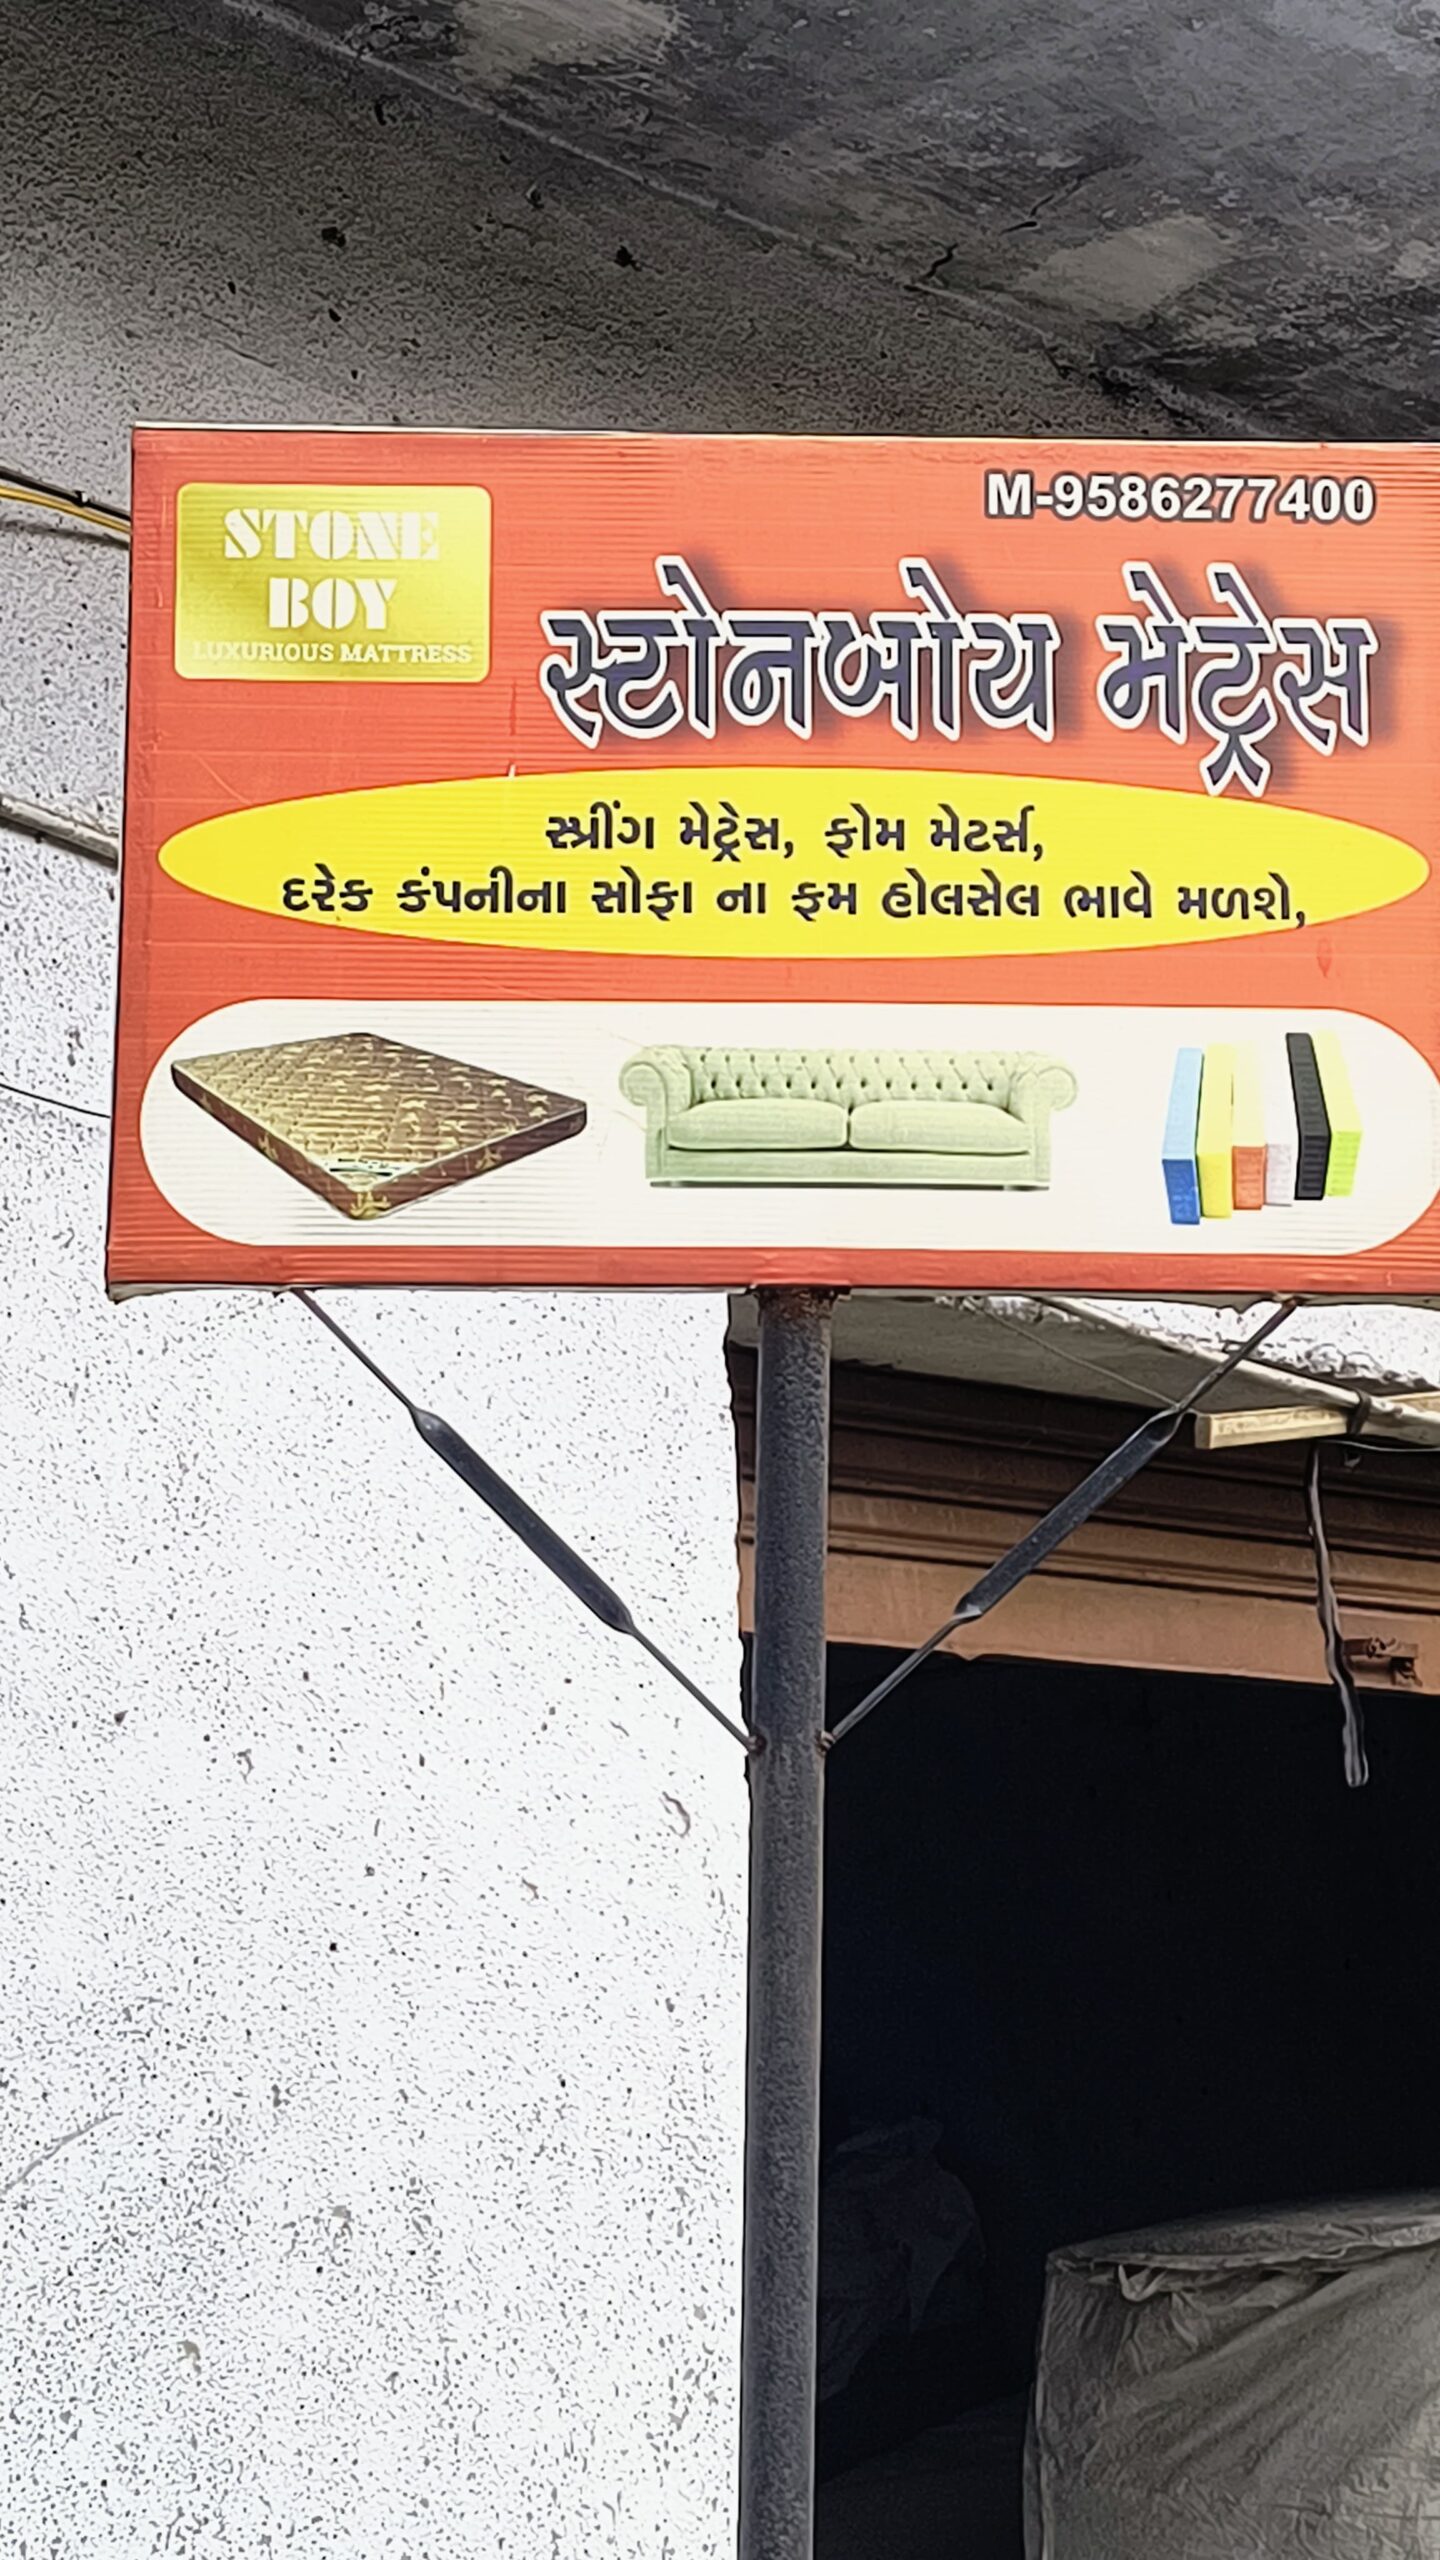 M-9586277400
STONE
BOY
LUXURIOUS MATTRESS
સ્ટોનબોય મેટ્રેસ
સ્પ્રીંગ મેટ્રેસ, ફોમ મેટર્સ,
દરેક કંપનીના સોફા ના ફમ હોલસેલ ભાવે મળશે,